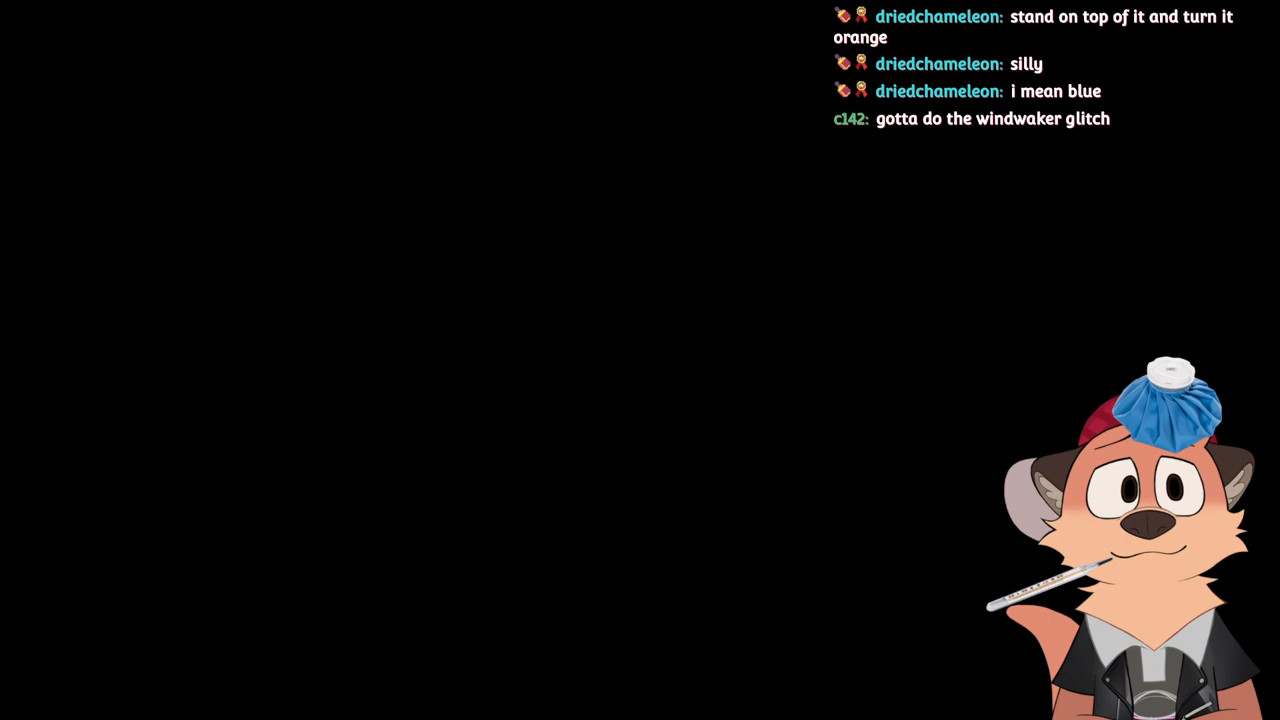 driedchameleon: stand on top of it and turn it
orange
driedchameleon: silly
driedchameleon: i mean blue
c142: gotta do the windwaker glitch